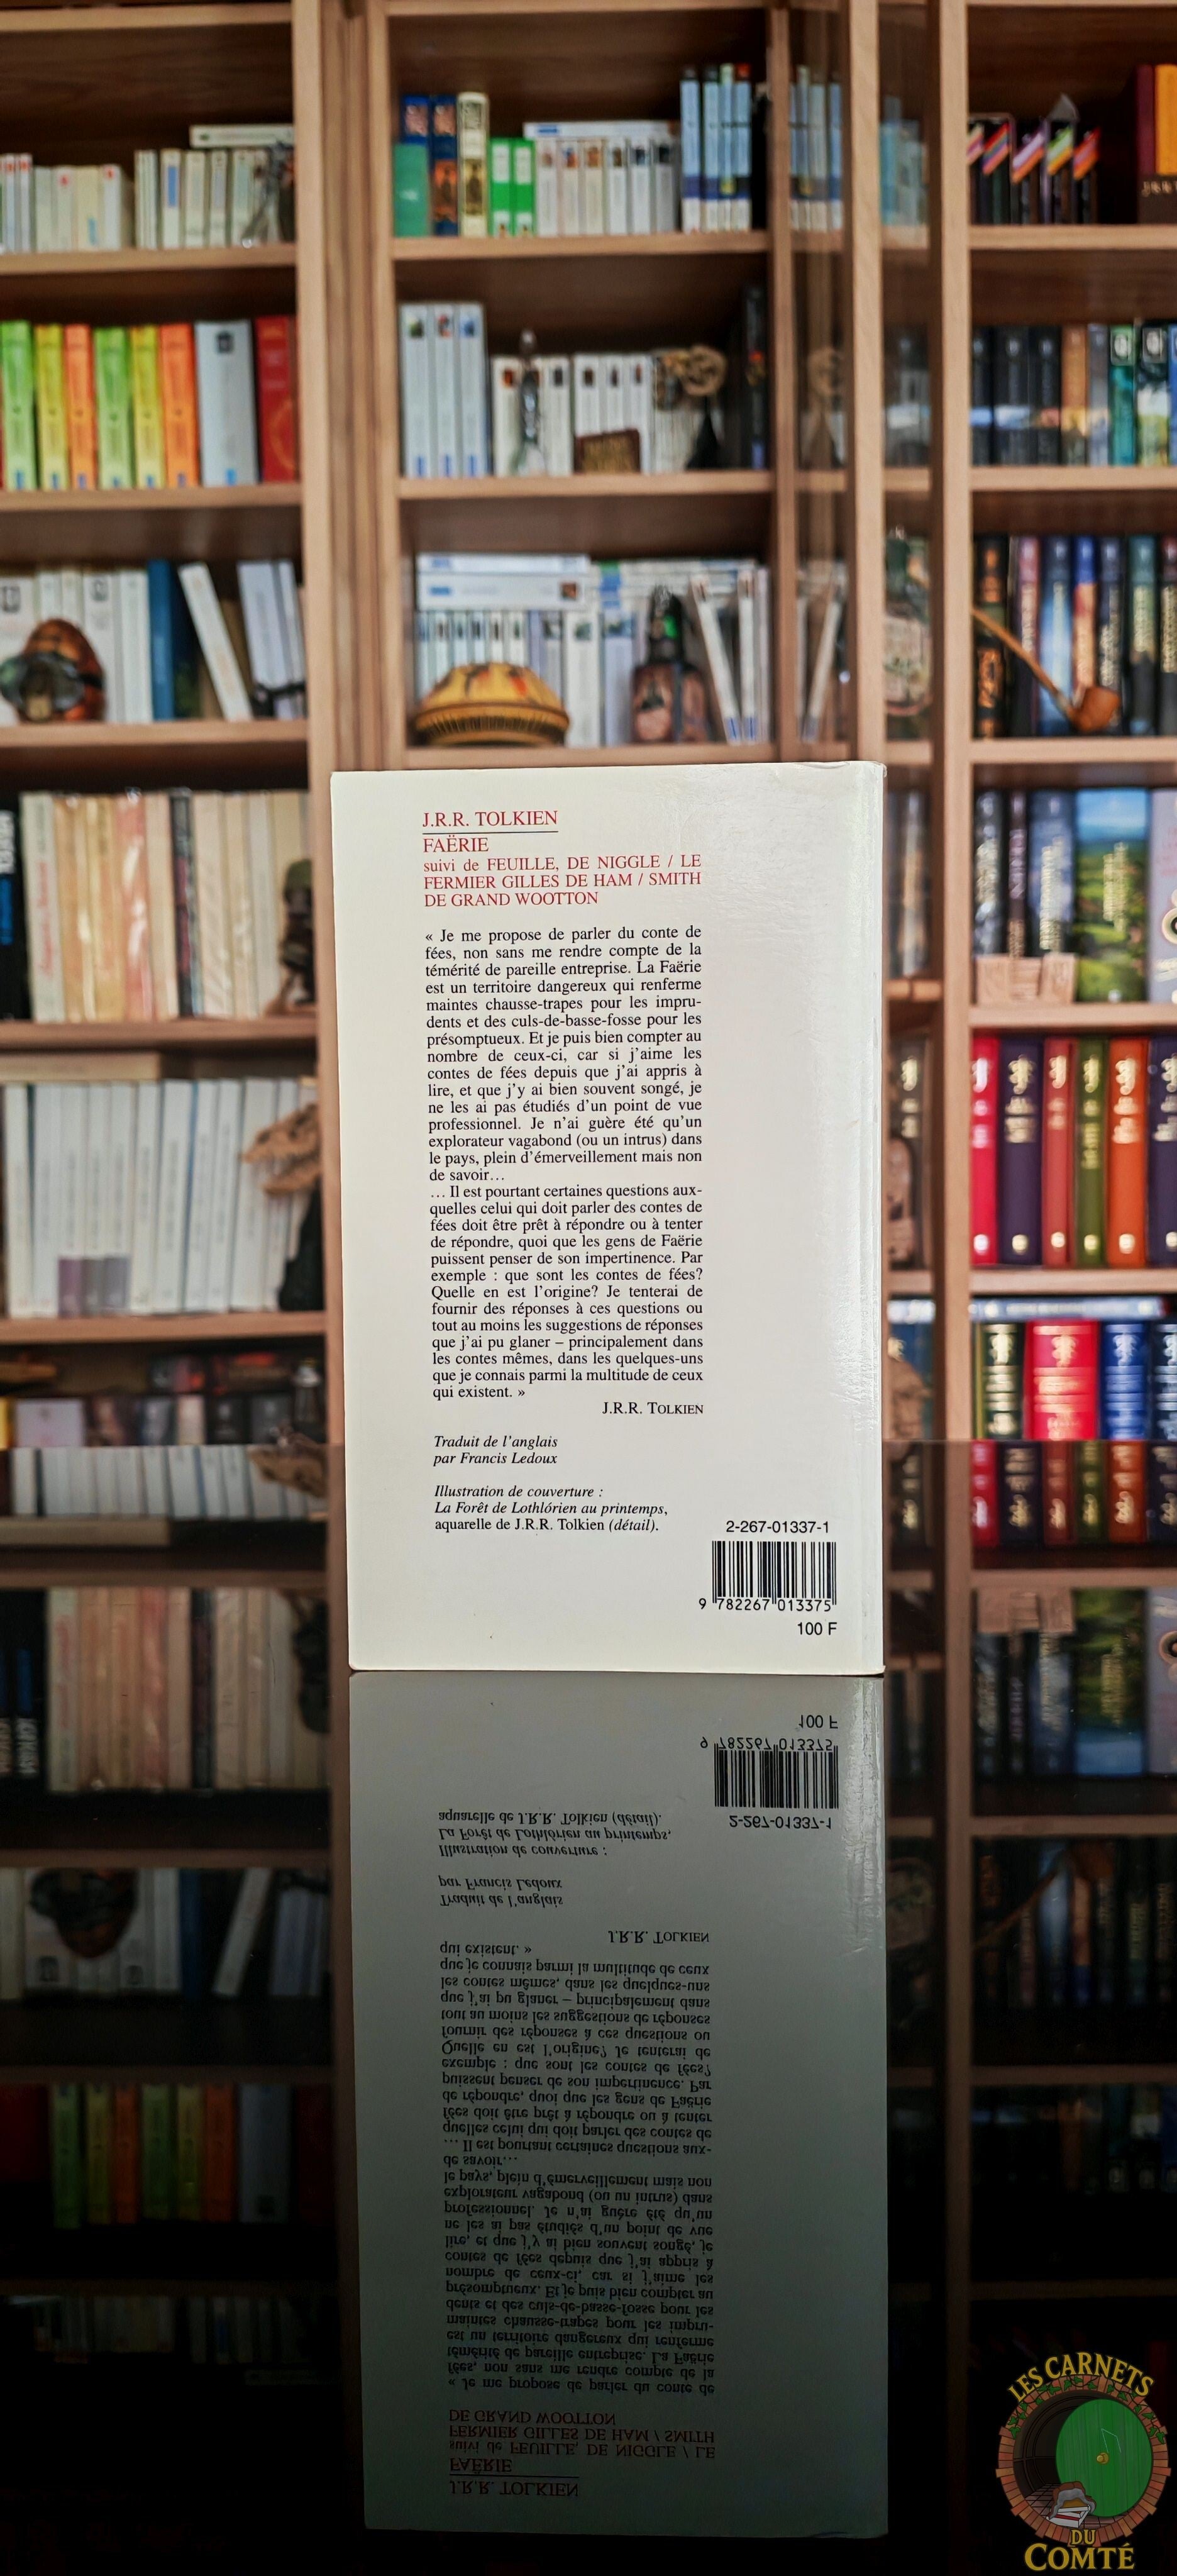 J.R.R. TOLKIEN
FAËRIE
suivi de FEUILLE, DE NIGGLE / LE
FERMIER GILLES DE HAM / SMITH
DE GRAND WOOTTON
« Je me propose de parler du conte de
fées, non sans me rendre compte de la
témérité de pareille entreprise. La Faërie
est un territoire dangereux qui renferme
maintes chausse-trapes pour les impru-
dents et des culs-de-basse-fosse pour les
présomptueux. Et je puis bien compter au
nombre de ceux-ci, car si j'aime les
contes de fées depuis que j'ai appris à
lire, et que j'y ai bien souvent songé, je
ne les ai pas étudiés d'un point de vue
professionnel. Je n'ai guère été qu'un
explorateur vagabond (ou un intrus) dans
le pays, plein d'émerveillement mais non
de savoir…
… Il est pourtant certaines questions aux-
quelles celui qui doit parler des contes de
fées doit être prêt à répondre ou à tenter
de répondre, quoi que les gens de Faërie
puissent penser de son impertinence. Par
exemple : que sont les contes de fées?
Quelle en est l'origine? Je tenterai de
fournir des réponses à ces questions ou
tout au moins les suggestions de réponses
que j'ai pu glaner – principalement dans
les contes mêmes, dans les quelques-uns
que je connais parmi la multitude de ceux
qui existent. »
J.R.R. TOLKIEN
Traduit de l'anglais
par Francis Ledoux
Illustration de couverture :
La Forêt de Lothlórien au printemps,
aquarelle de J.R.R. Tolkien (détail).
2-267-01337-1
9 782267 013375
100 F
LES CARNETS
DU
COMTÉ